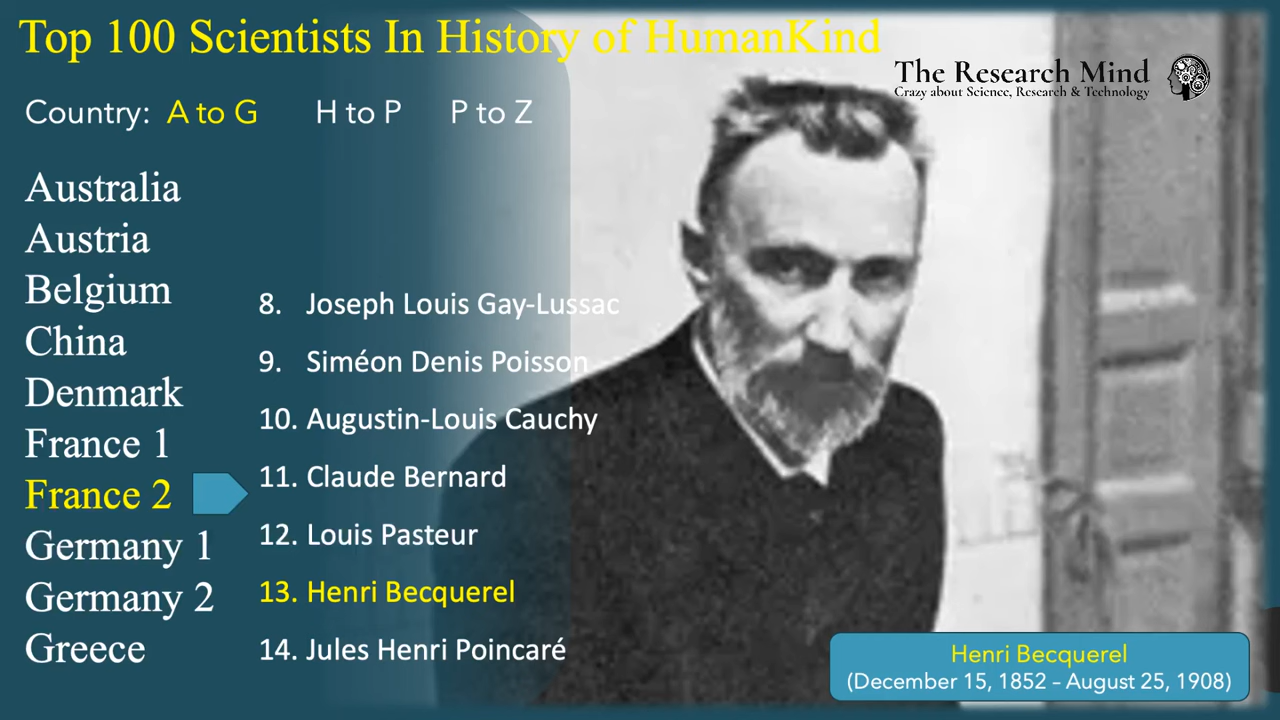 Top 100 Scientists In History of HumanKind
The Research Mind
Crazy about Science, Research & Technology
Country: A to G H to P P to Z
Australia
Austria
Belgium
China
Denmark
France 1
France 2
Germany 1
Germany 2
Greece
8. Joseph Louis Gay-Lussac
9. Siméon Denis Poisson
10. Augustin-Louis Cauchy
11. Claude Bernard
12. Louis Pasteur
13. Henri Becquerel
14. Jules Henri Poincaré
Henri Becquerel
(December 15, 1852 – August 25, 1908)